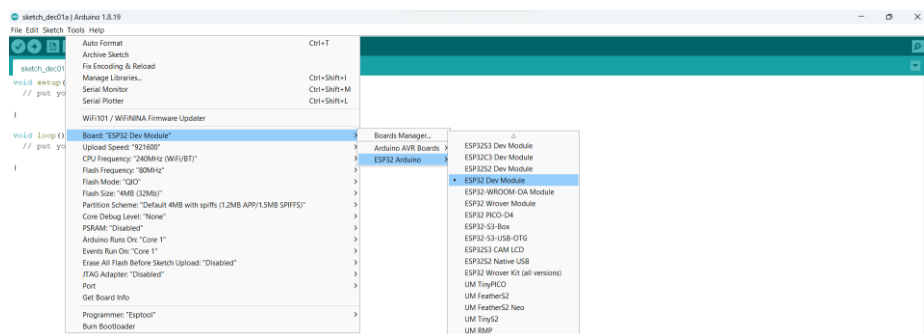 sketch_dec01a | Arduino 1.8.19
File Edit Sketch Tools Help
sketch_dec01
void setup(
// put yo
}
void loop()
// put yo
}
Auto Format Ctrl+T
Archive Sketch
Fix Encoding & Reload
Manage Libraries... Ctrl+Shift+I
Serial Monitor Ctrl+Shift+M
Serial Plotter Ctrl+Shift+L
WiFi101 / WiFiNINA Firmware Updater
Board: "ESP32 Dev Module"
Upload Speed: "921600"
CPU Frequency: "240MHz (WiFi/BT)"
Flash Frequency: "80MHz"
Flash Mode: "QIO"
Flash Size: "4MB (32Mb)"
Partition Scheme: "Default 4MB with spiffs (1.2MB APP/1.5MB SPIFFS)"
Core Debug Level: "None"
PSRAM: "Disabled"
Arduino Runs On: "Core 1"
Events Run On: "Core 1"
Erase All Flash Before Sketch Upload: "Disabled"
JTAG Adapter: "Disabled"
Port
Get Board Info
Programmer: "Esptool"
Burn Bootloader
Boards Manager...
Arduino AVR Boards
ESP32 Arduino
ESP32S3 Dev Module
ESP32C3 Dev Module
ESP32S2 Dev Module
ESP32 Dev Module
ESP32-WROOM-DA Module
ESP32 Wrover Module
ESP32 PICO-D4
ESP32-S3-Box
ESP32-S3-USB-OTG
ESP32S3 CAM LCD
ESP32S2 Native USB
ESP32 Wrover Kit (all versions)
UM TinyPICO
UM FeatherS2
UM FeatherS2 Neo
UM TinyS2
UM RMP